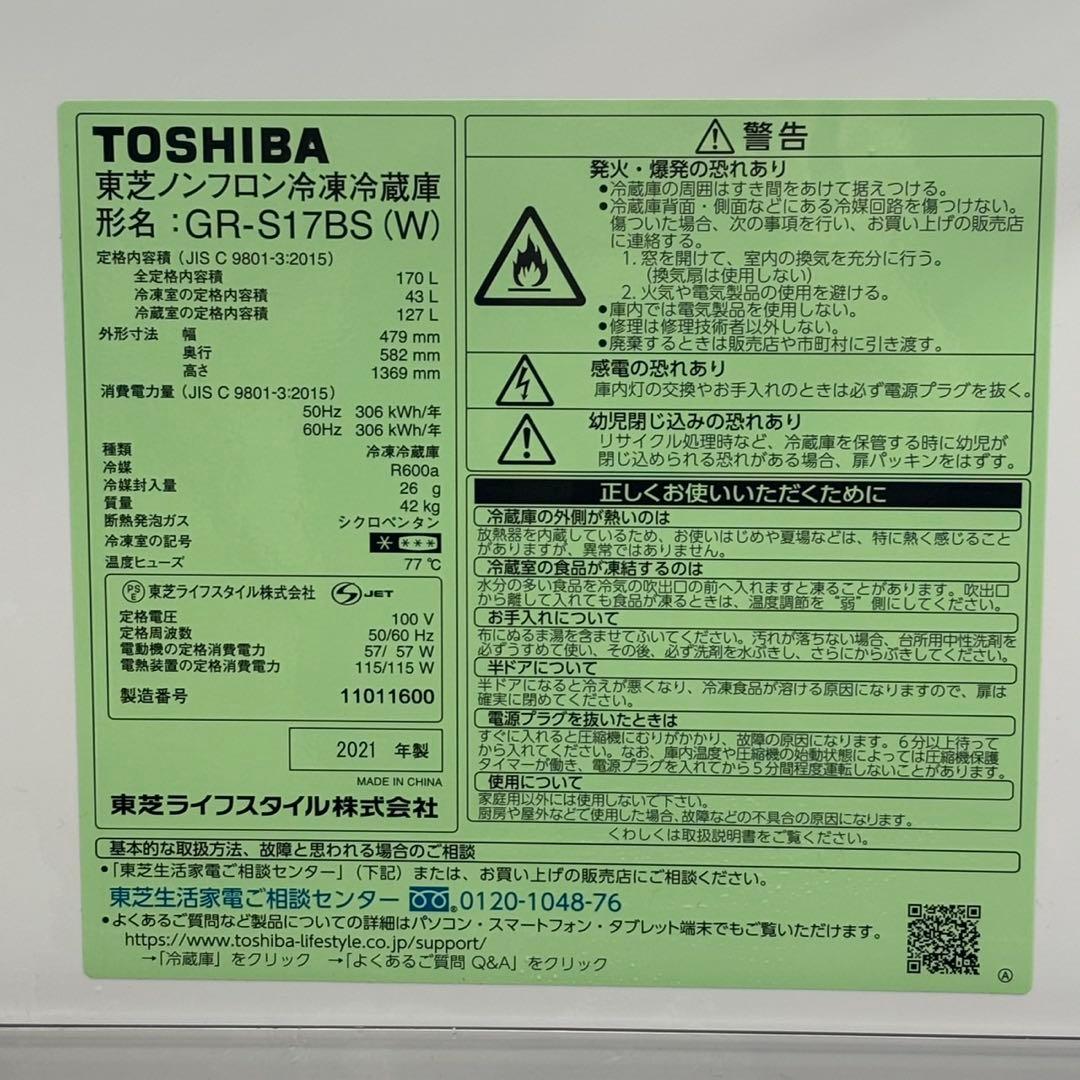 TOSHIBA
東芝ノンフロン冷凍冷蔵庫
形名:GR-S17BS(W)
定格内容積(JIS C 9801-3:2015)
全定格内容積 170 L
冷凍室の定格内容積 43 L
冷蔵室の定格内容積 127 L
外形寸法 幅 479 mm
奥行 582 mm
高さ 1369 mm
消費電力量(JIS C 9801-3:2015)
50Hz 306 kWh/年
60Hz 306 kWh/年
種類 冷凍冷蔵庫
冷媒 R600a
冷媒封入量 26 g
質量 42 kg
断熱発泡ガス シクロペンタン
冷凍室の記号 * ***
温度ヒューズ 77 ℃
PSE 東芝ライフスタイル株式会社 JET
定格電圧 100 V
定格周波数 50/60 Hz
電動機の定格消費電力 57/ 57 W
電熱装置の定格消費電力 115/115 W
製造番号 11011600
2021 年製
MADE IN CHINA
東芝ライフスタイル株式会社
警告
発火・爆発の恐れあり
●冷蔵庫の周囲はすき間をあけて据えつける。
●冷蔵庫背面・側面などにある冷媒回路を傷つけない。
傷ついた場合、次の事項を行い、お買い上げの販売店
に連絡する。
1. 窓を開けて、室内の換気を充分に行う。
(換気扇は使用しない)
2. 火気や電気製品の使用を避ける。
●庫内では電気製品を使用しない。
●修理は修理技術者以外しない。
●廃棄するときは販売店や市町村に引き渡す。
感電の恐れあり
庫内灯の交換やお手入れのときは必ず電源プラグを抜く。
幼児閉じ込みの恐れあり
リサイクル処理時など、冷蔵庫を保管する時に幼児が
閉じ込められる恐れがある場合、扉パッキンをはずす。
正しくお使いいただくために
冷蔵庫の外側が熱いのは
放熱器を内蔵しているため、お使いはじめや夏場などは、特に熱く感じること
がありますが、異常ではありません。
冷蔵室の食品が凍結するのは
水分の多い食品を冷気の吹出口の前へ入れますと凍ることがあります。吹出口
から離して入れても食品が凍るときは、温度調節を“弱”側にしてください。
お手入れについて
布にぬるま湯を含ませてふいてください。汚れが落ちない場合、台所用中性洗剤を
必ずうすめて使い、その後、必ず洗剤を水ぶきし、さらにからぶきしてください。
半ドアについて
半ドアになると冷えが悪くなり、冷凍食品が溶ける原因になりますので、扉は
確実に閉めてください。
電源プラグを抜いたときは
すぐに入れると圧縮機にむりがかかり、故障の原因になります。6分以上待って
から入れてください。なお、庫内温度や圧縮機の始動状態によっては圧縮機保護
タイマーが働き、電源プラグを入れてから5分間程度運転しないことがあります。
使用について
家庭用以外には使用しないで下さい。
厨房や屋外などで使用した場合、故障などの不具合の原因になります。
くわしくは取扱説明書をご覧ください。
基本的な取扱方法、故障と思われる場合のご相談
•「東芝生活家電ご相談センター」(下記)または、お買い上げの販売店にご相談ください。
東芝生活家電ご相談センター 0120-1048-76
•よくあるご質問など製品についての詳細はパソコン・スマートフォン・タブレット端末でもご覧いただけます。
https://www.toshiba-lifestyle.co.jp/support/
→「冷蔵庫」をクリック →「よくあるご質問 Q&A」をクリック
Ⓐ